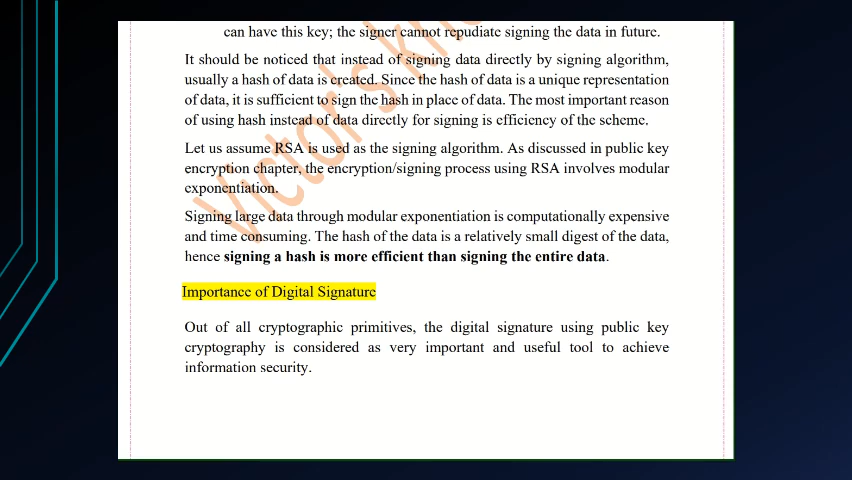 can have this key; the signer cannot repudiate signing the data in future.
It should be noticed that instead of signing data directly by signing algorithm,
usually a hash of data is created. Since the hash of data is a unique representation
of data, it is sufficient to sign the hash in place of data. The most important reason
of using hash instead of data directly for signing is efficiency of the scheme.
Let us assume RSA is used as the signing algorithm. As discussed in public key
encryption chapter, the encryption/signing process using RSA involves modular
exponentiation.
Signing large data through modular exponentiation is computationally expensive
and time consuming. The hash of the data is a relatively small digest of the data,
hence signing a hash is more efficient than signing the entire data.
Importance of Digital Signature
Out of all cryptographic primitives, the digital signature using public key
cryptography is considered as very important and useful tool to achieve
information security.
Victor's